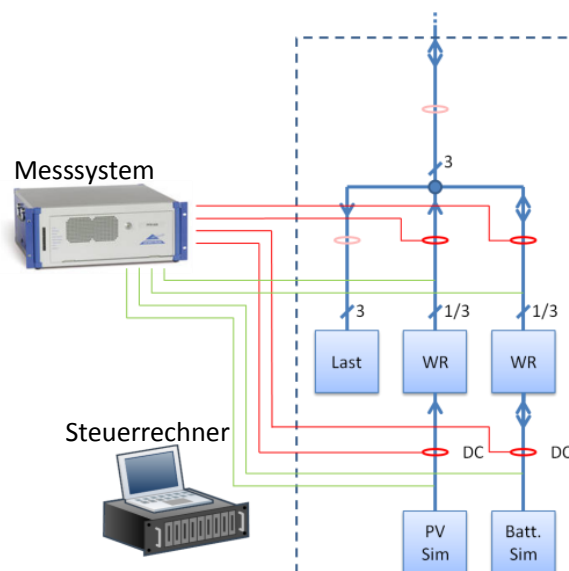 Messsystem
3
3
1/3
1/3
Last
WR
WR
Steuerrechner
DC
DC
PV
Sim
Batt.
Sim